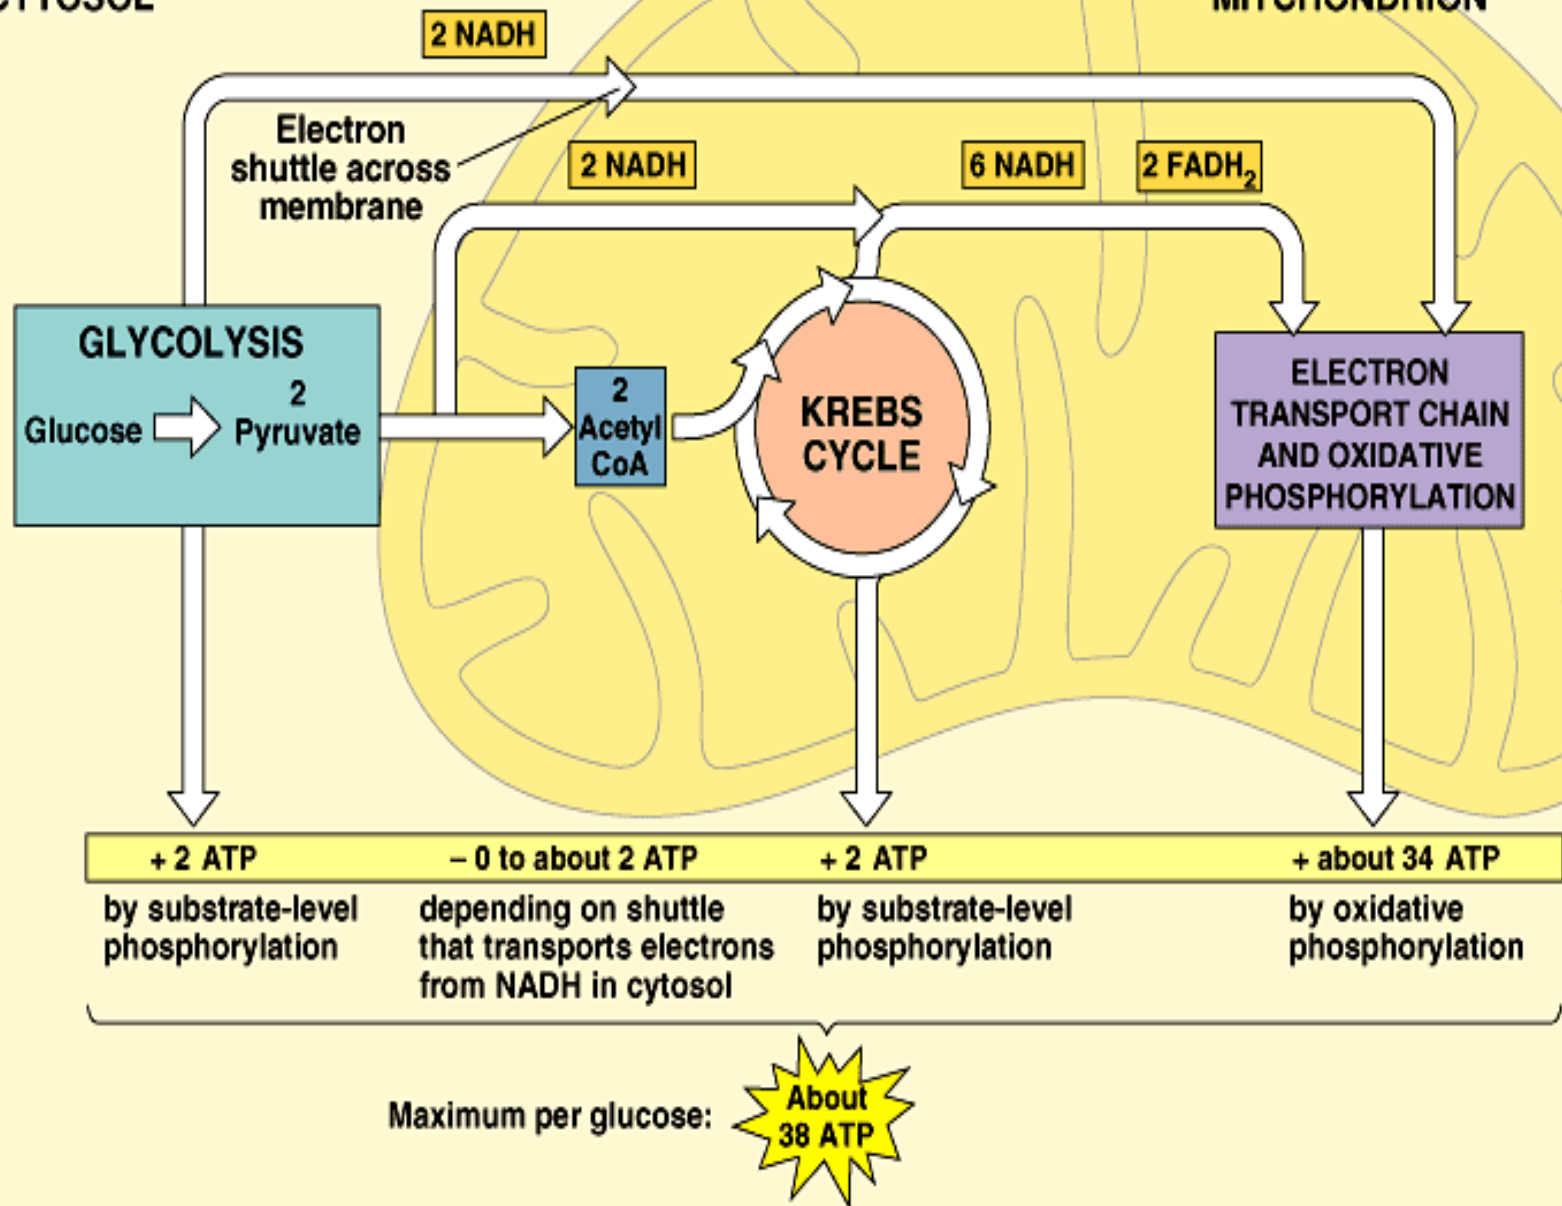 CYTOSOL
MITCHONDRION
2 NADH
Electron
shuttle across
membrane
2 NADH
6 NADH
2 FADH₂
GLYCOLYSIS
Glucose
2
Pyruvate
2
Acetyl
CoA
KREBS
CYCLE
ELECTRON
TRANSPORT CHAIN
AND OXIDATIVE
PHOSPHORYLATION
+ 2 ATP
by substrate-level
phosphorylation
– 0 to about 2 ATP
depending on shuttle
that transports electrons
from NADH in cytosol
+ 2 ATP
by substrate-level
phosphorylation
+ about 34 ATP
by oxidative
phosphorylation
Maximum per glucose:
About
38 ATP